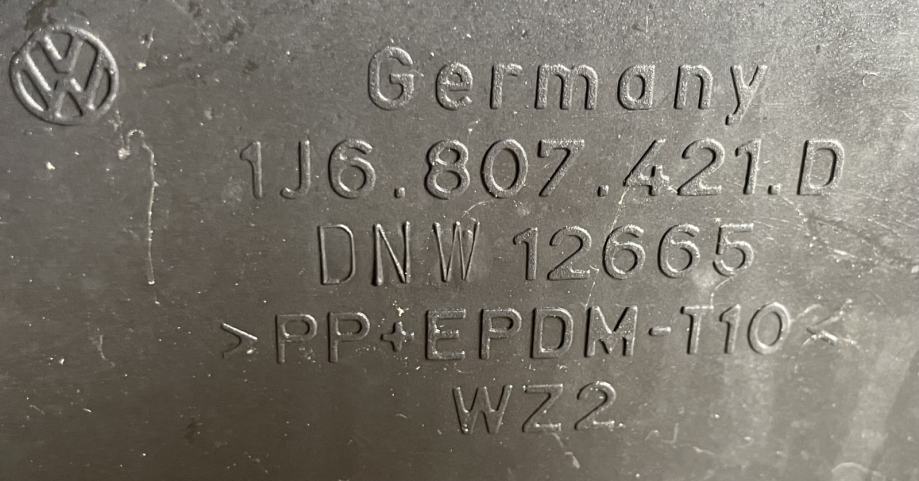 Germany
1J6.807.421.D
DNW 12665
>PP+EPDM-T10<
WZ2